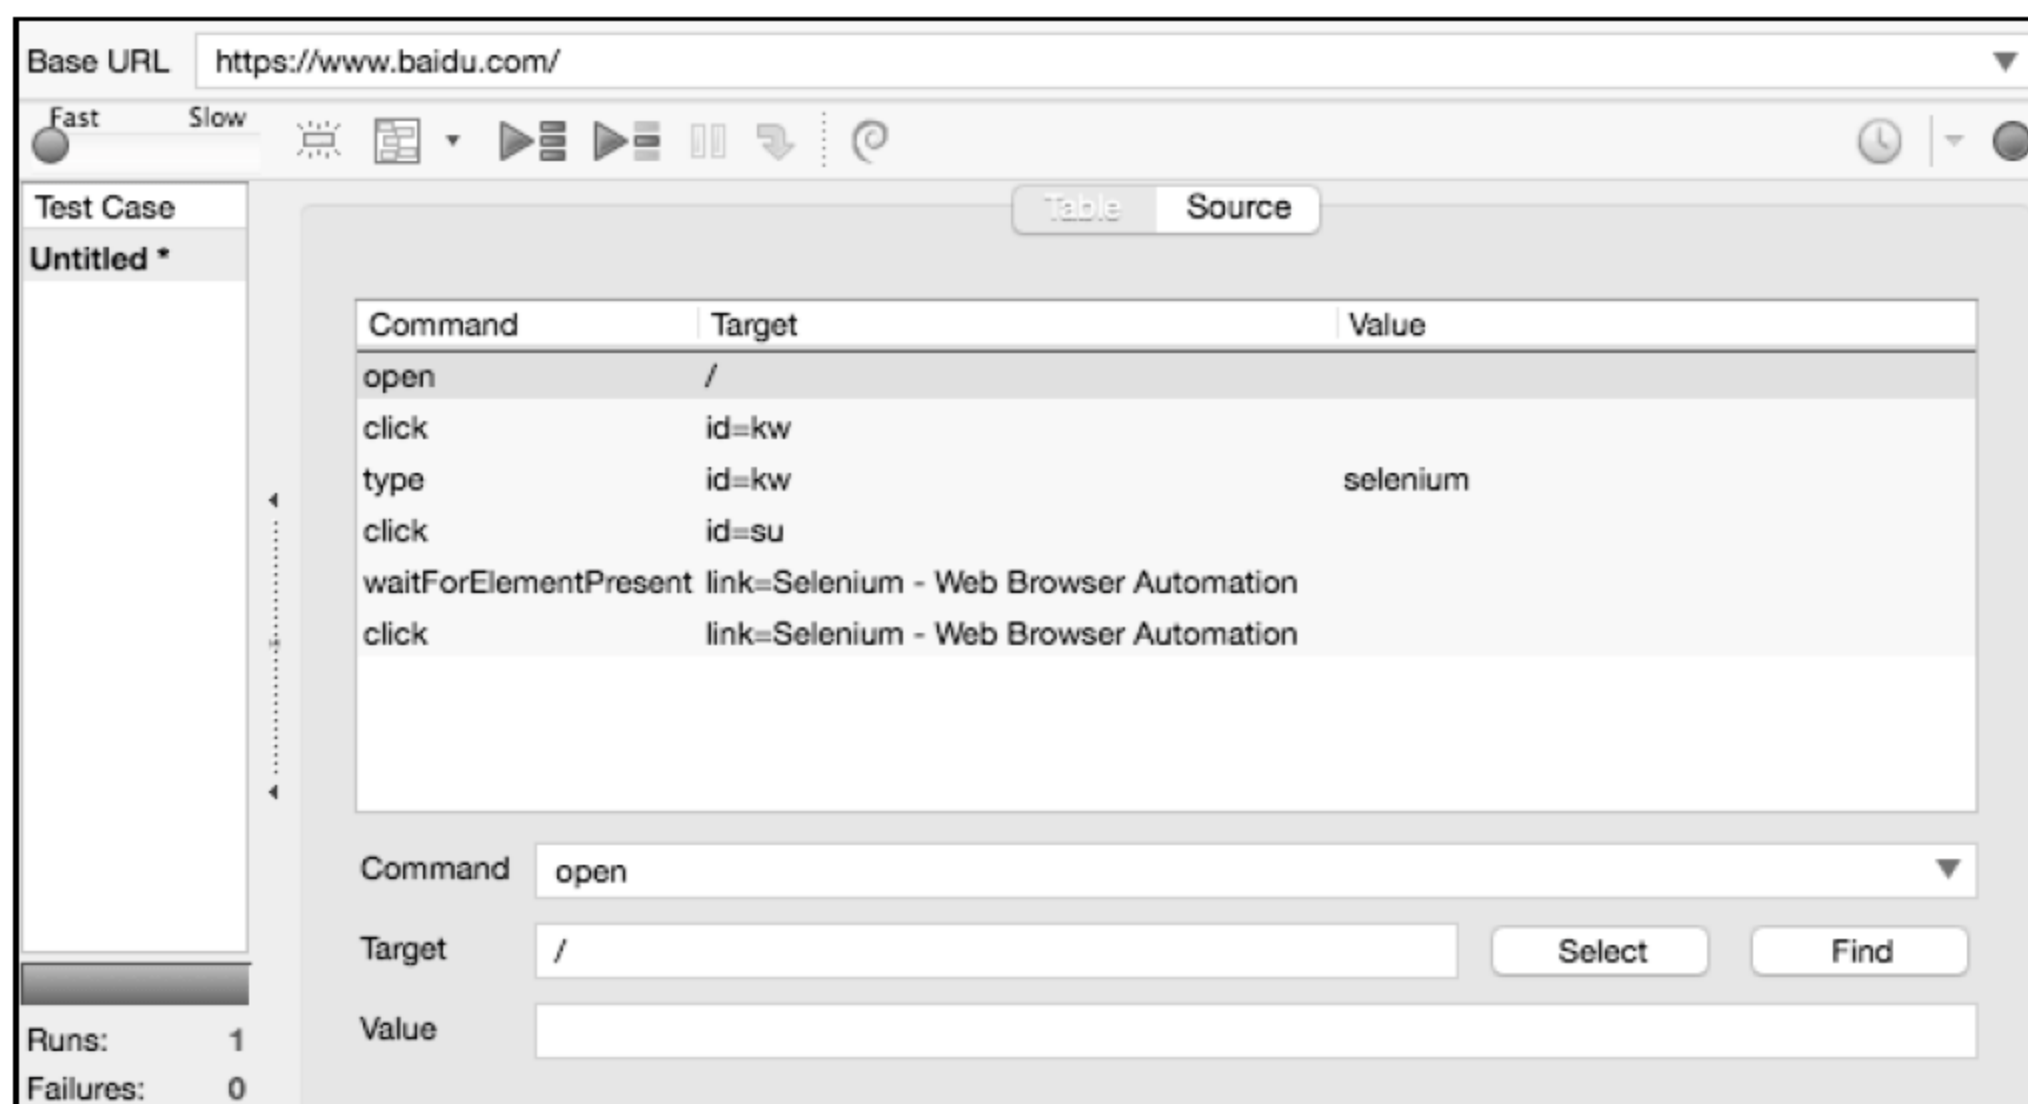 Base URL https://www.baidu.com/
Fast Slow
Test Case
Untitled *
Table Source
Command Target Value
open /
click id=kw
type id=kw selenium
click id=su
waitForElementPresent link=Selenium - Web Browser Automation
click link=Selenium - Web Browser Automation
Command open
Target / Select Find
Value
Runs: 1
Failures: 0